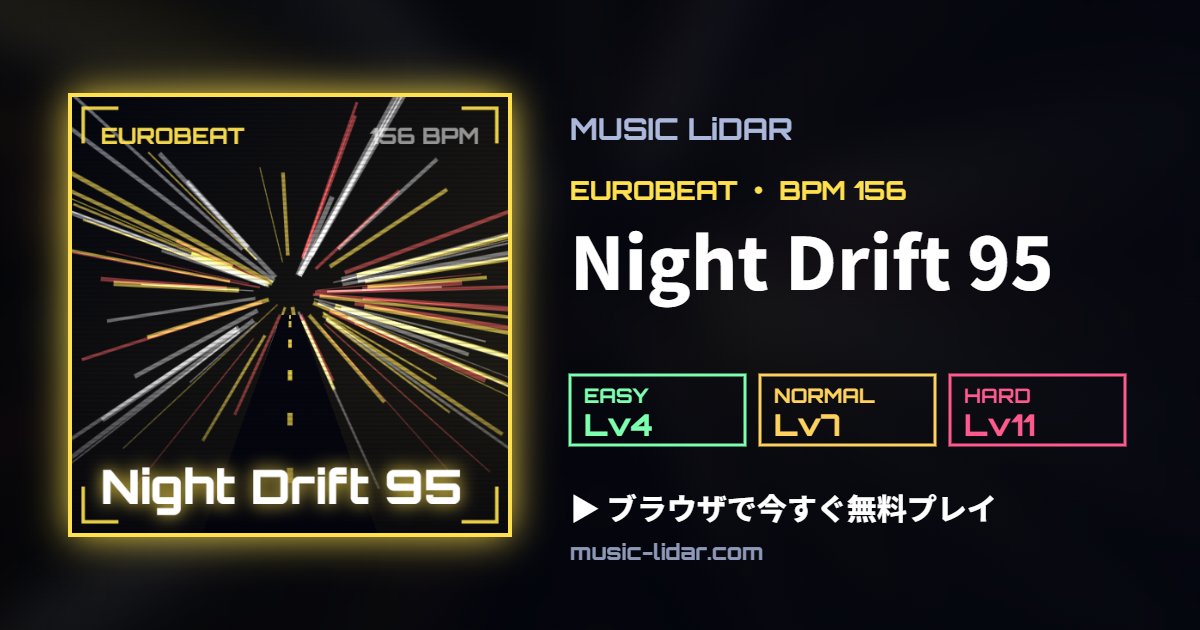 EUROBEAT
156 BPM
Night Drift 95
MUSIC LiDAR
EUROBEAT • BPM 156
Night Drift 95
EASY
Lv4
NORMAL
Lv7
HARD
Lv11
▶ ブラウザで今すぐ無料プレイ
music-lidar.com